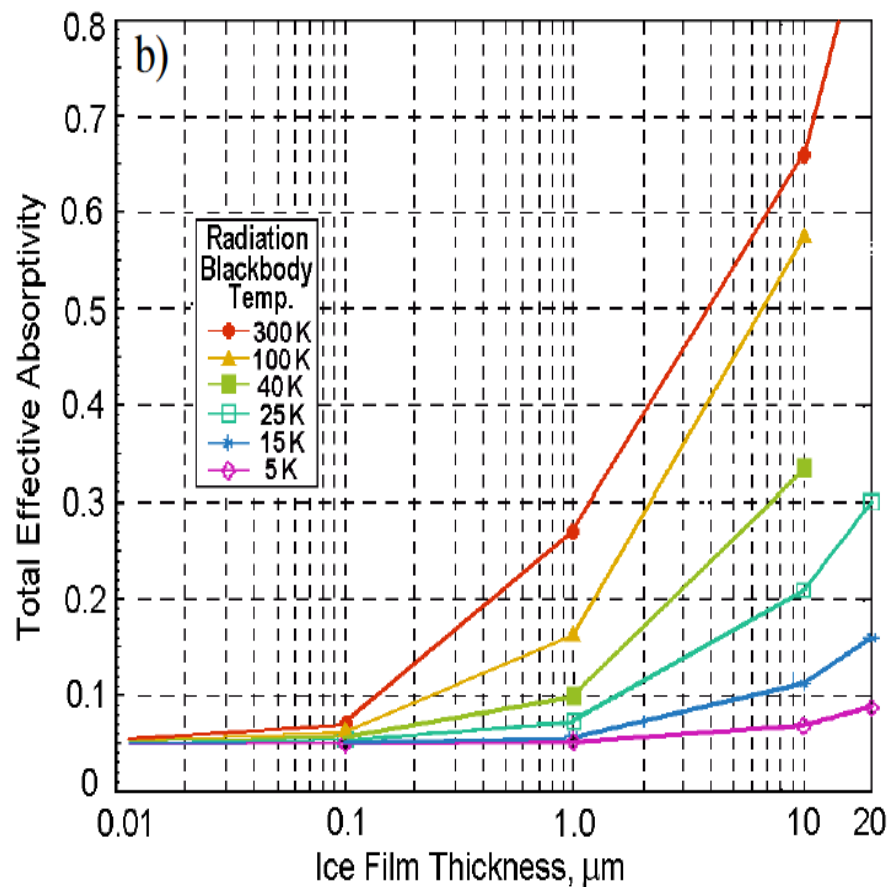 b)
0.8
0.7
0.6
0.5
0.4
0.3
0.2
0.1
0
Total Effective Absorptivity
Radiation
Blackbody
Temp.
300 K
100 K
40 K
25 K
15 K
5 K
0.01 0.1 1.0 10 20
Ice Film Thickness, μm